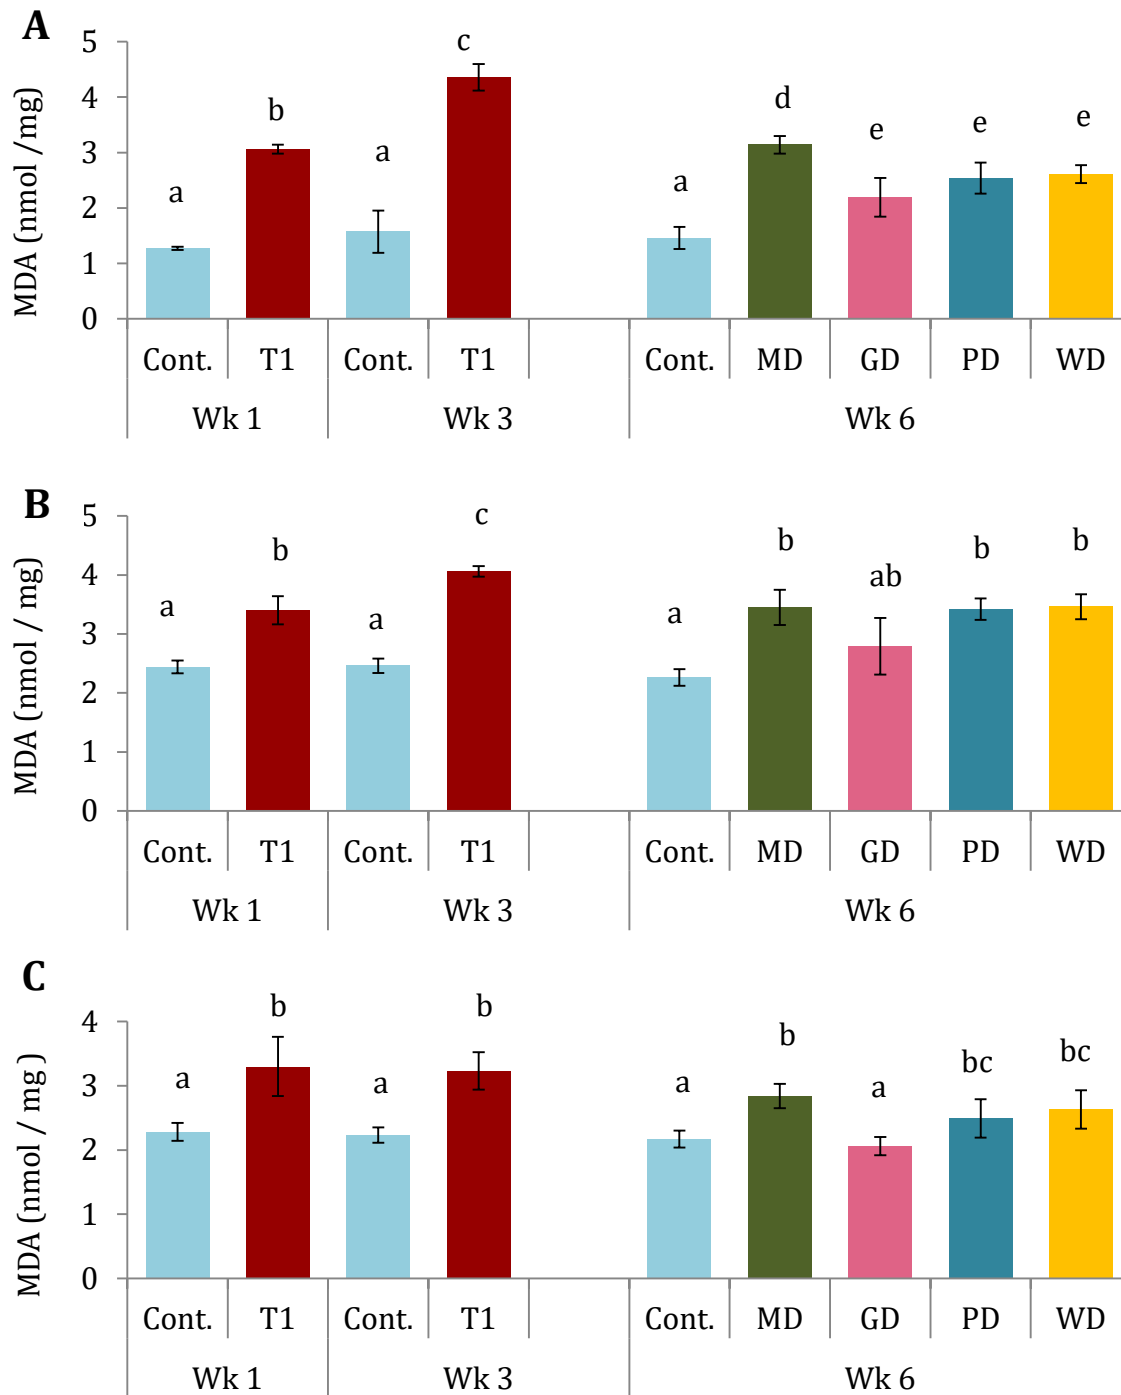 A
MDA (nmol /mg)
5
4
3
2
1
0
a
b
a
c
a
d
e
e
e
Cont. T1 Cont. T1 Cont. MD GD PD WD
Wk 1 Wk 3 Wk 6
B
MDA (nmol / mg)
5
4
3
2
1
0
a
b
a
c
a
b
ab
b
b
Cont. T1 Cont. T1 Cont. MD GD PD WD
Wk 1 Wk 3 Wk 6
C
MDA (nmol / mg )
4
3
2
1
0
a
b
a
b
a
b
a
bc
bc
Cont. T1 Cont. T1 Cont. MD GD PD WD
Wk 1 Wk 3 Wk 6